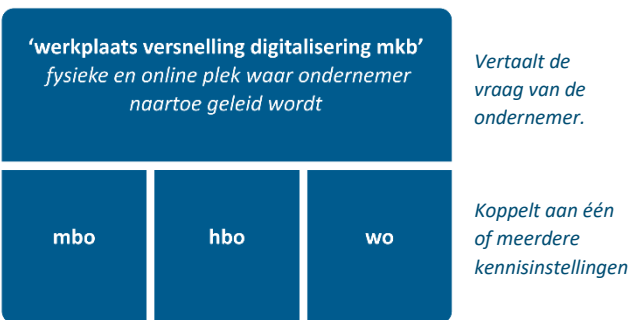 ‘werkplaats versnelling digitalisering mkb’
fysieke en online plek waar ondernemer
naartoe geleid wordt
Vertaalt de
vraag van de
ondernemer.
mbo
hbo
wo
Koppelt aan één
of meerdere
kennisinstellingen